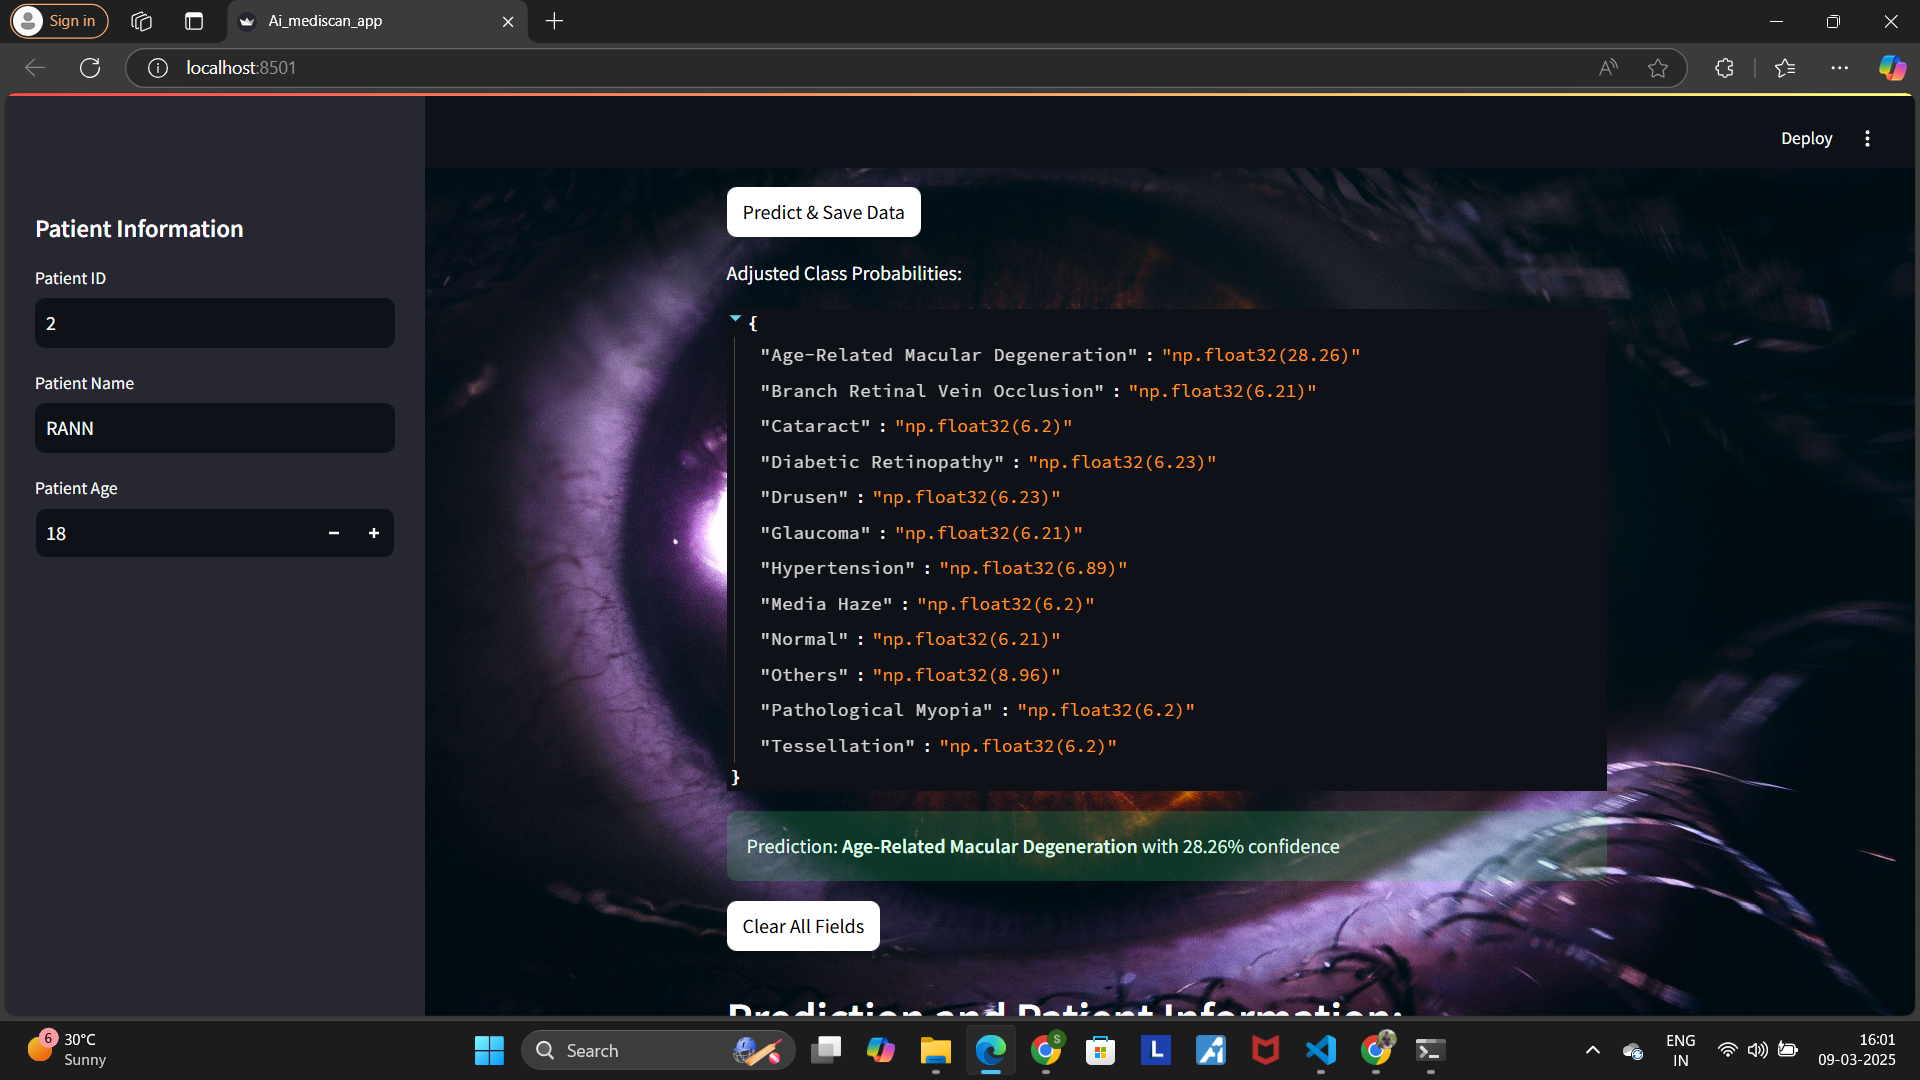 Sign in
Ai_mediscan_app
localhost:8501
Deploy
Patient Information
Patient ID
2
Patient Name
RANN
Patient Age
18
Predict & Save Data
Adjusted Class Probabilities:
{
"Age-Related Macular Degeneration" : "np.float32(28.26)"
"Branch Retinal Vein Occlusion" : "np.float32(6.21)"
"Cataract" : "np.float32(6.2)"
"Diabetic Retinopathy" : "np.float32(6.23)"
"Drusen" : "np.float32(6.23)"
"Glaucoma" : "np.float32(6.21)"
"Hypertension" : "np.float32(6.89)"
"Media Haze" : "np.float32(6.2)"
"Normal" : "np.float32(6.21)"
"Others" : "np.float32(8.96)"
"Pathological Myopia" : "np.float32(6.2)"
"Tessellation" : "np.float32(6.2)"
}
Prediction: Age-Related Macular Degeneration with 28.26% confidence
Clear All Fields
Prediction and Patient Information:
6
30°C
Sunny
Search
S
L
ENG
IN
16:01
09-03-2025